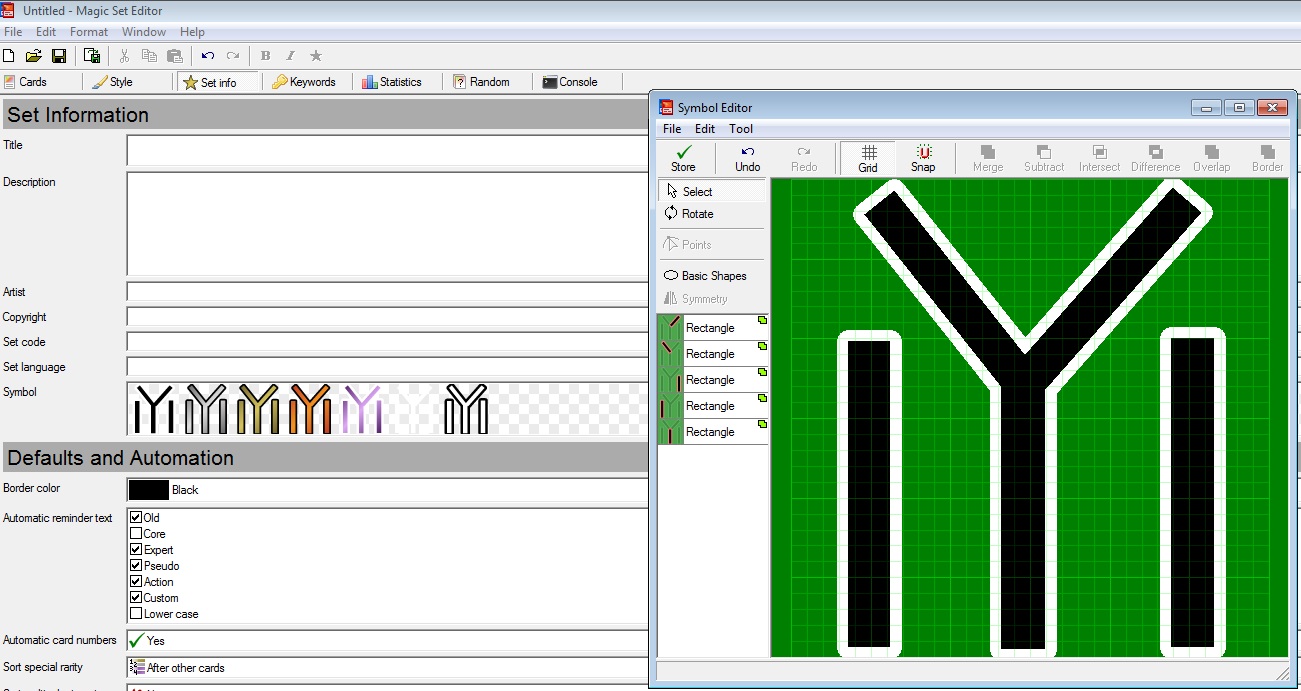 Untitled - Magic Set Editor
File Edit Format Window Help
B I
Cards Style Set info Keywords Statistics Random Console
Set Information
Title
Description
Artist
Copyright
Set code
Set language
Symbol
Defaults and Automation
Border color Black
Automatic reminder text Old
Core
Expert
Pseudo
Action
Custom
Lower case
Automatic card numbers Yes
Sort special rarity After other cards
Symbol Editor
File Edit Tool
Store Undo Redo Grid Snap Merge Subtract Intersect Difference Overlap Border
Select
Rotate
Points
Basic Shapes
Symmetry
Rectangle
Rectangle
Rectangle
Rectangle
Rectangle